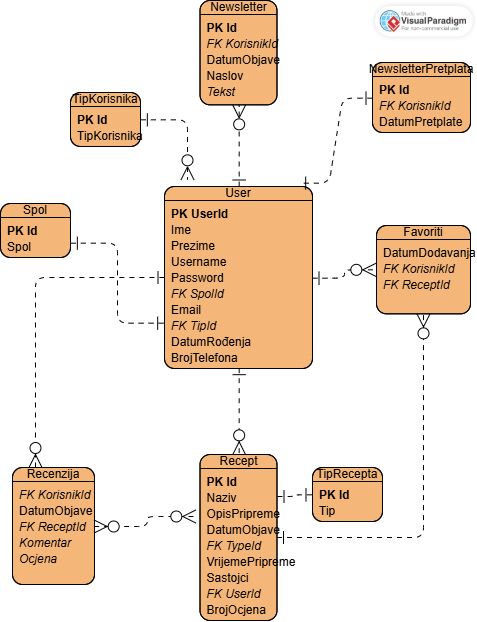 Newsletter
PK Id
FK KorisnikId
DatumObjave
Naslov
Tekst
Made with
VisualParadigm
For non-commercial use
NewsletterPretplata
PK Id
FK KorisnikId
DatumPretplate
TipKorisnika
PK Id
TipKorisnika
User
PK UserId
Ime
Prezime
Username
Password
FK SpolId
Email
FK TipId
DatumRođenja
BrojTelefona
Spol
PK Id
Spol
Favoriti
DatumDodavanja
FK KorisnikId
FK ReceptId
Recenzija
FK KorisnikId
DatumObjave
FK ReceptId
Komentar
Ocjena
Recept
PK Id
Naziv
OpisPripreme
DatumObjave
FK TypeId
VrijemePripreme
Sastojci
FK UserId
BrojOcjena
TipRecepta
PK Id
Tip